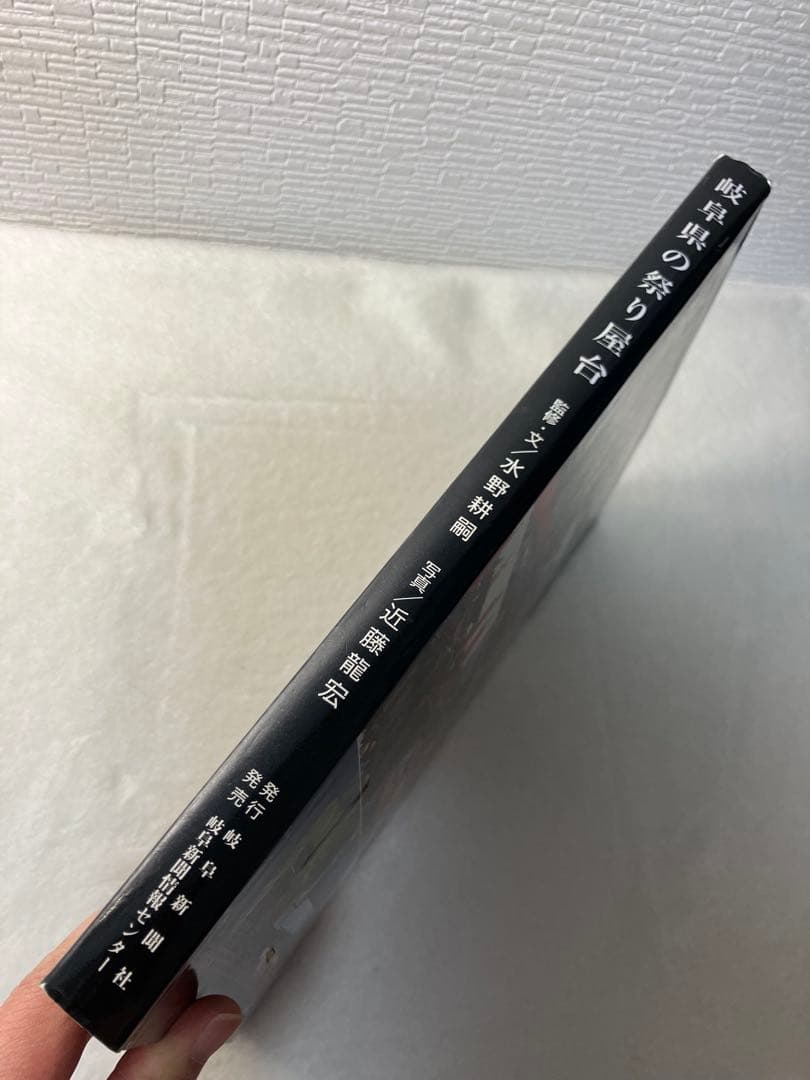 岐阜県の祭り屋台
監修・文/水野耕嗣
写真/近藤龍宏
発行 岐阜新聞社
発売 岐阜新聞情報センター